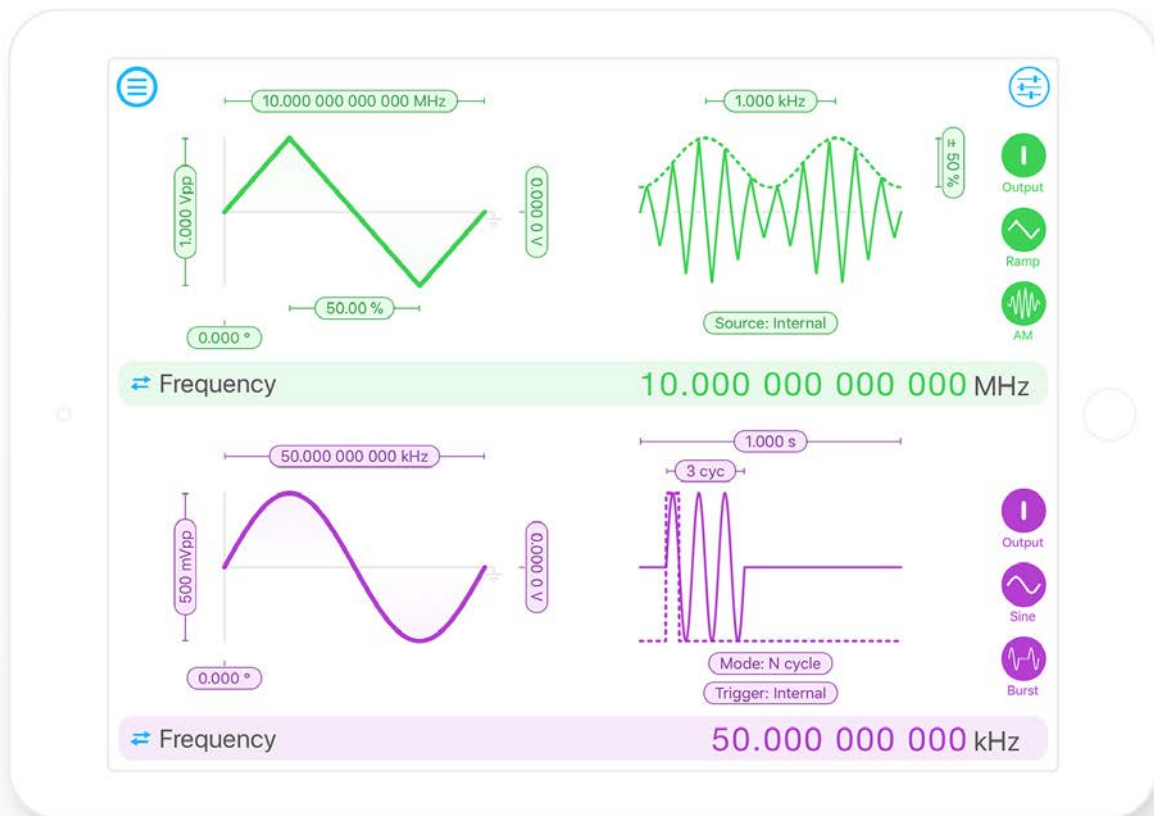 10.000 000 000 000 MHz
1.000 kHz
1.000 Vpp
0.000 0 V
± 50 %
Output
Ramp
50.00 %
Source: Internal
0.000 °
AM
Frequency
10.000 000 000 000 MHz
50.000 000 000 kHz
1.000 s
3 cyc
500 mVpp
0.000 0 V
Output
Sine
0.000 °
Mode: N cycle
Trigger: Internal
Burst
Frequency
50.000 000 000 kHz